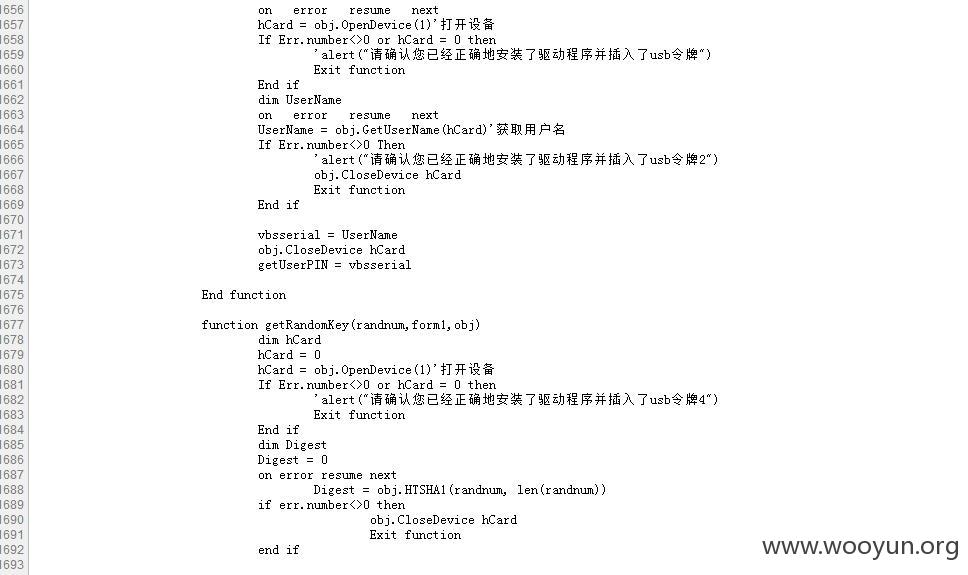 1656 on error resume next
1657 hCard = obj.OpenDevice(1)'打开设备
1658 If Err.number<>0 or hCard = 0 then
1659 'alert("请确认您已经正确地安装了驱动程序并插入了usb令牌")
1660 Exit function
1661 End if
1662 dim UserName
1663 on error resume next
1664 UserName = obj.GetUserName(hCard)'获取用户名
1665 If Err.number<>0 Then
1666 'alert("请确认您已经正确地安装了驱动程序并插入了usb令牌2")
1667 obj.CloseDevice hCard
1668 Exit function
1669 End if
1670
1671 vbsserial = UserName
1672 obj.CloseDevice hCard
1673 getUserPIN = vbsserial
1674
1675 End function
1676
1677 function getRandomKey(randnum,form1,obj)
1678 dim hCard
1679 hCard = 0
1680 hCard = obj.OpenDevice(1)'打开设备
1681 If Err.number<>0 or hCard = 0 then
1682 'alert("请确认您已经正确地安装了驱动程序并插入了usb令牌4")
1683 Exit function
1684 End if
1685 dim Digest
1686 Digest = 0
1687 on error resume next
1688 Digest = obj.HTSHA1(randnum, len(randnum))
1689 if err.number<>0 then
1690 obj.CloseDevice hCard
1691 Exit function
1692 end if
1693
www.wooyun.org